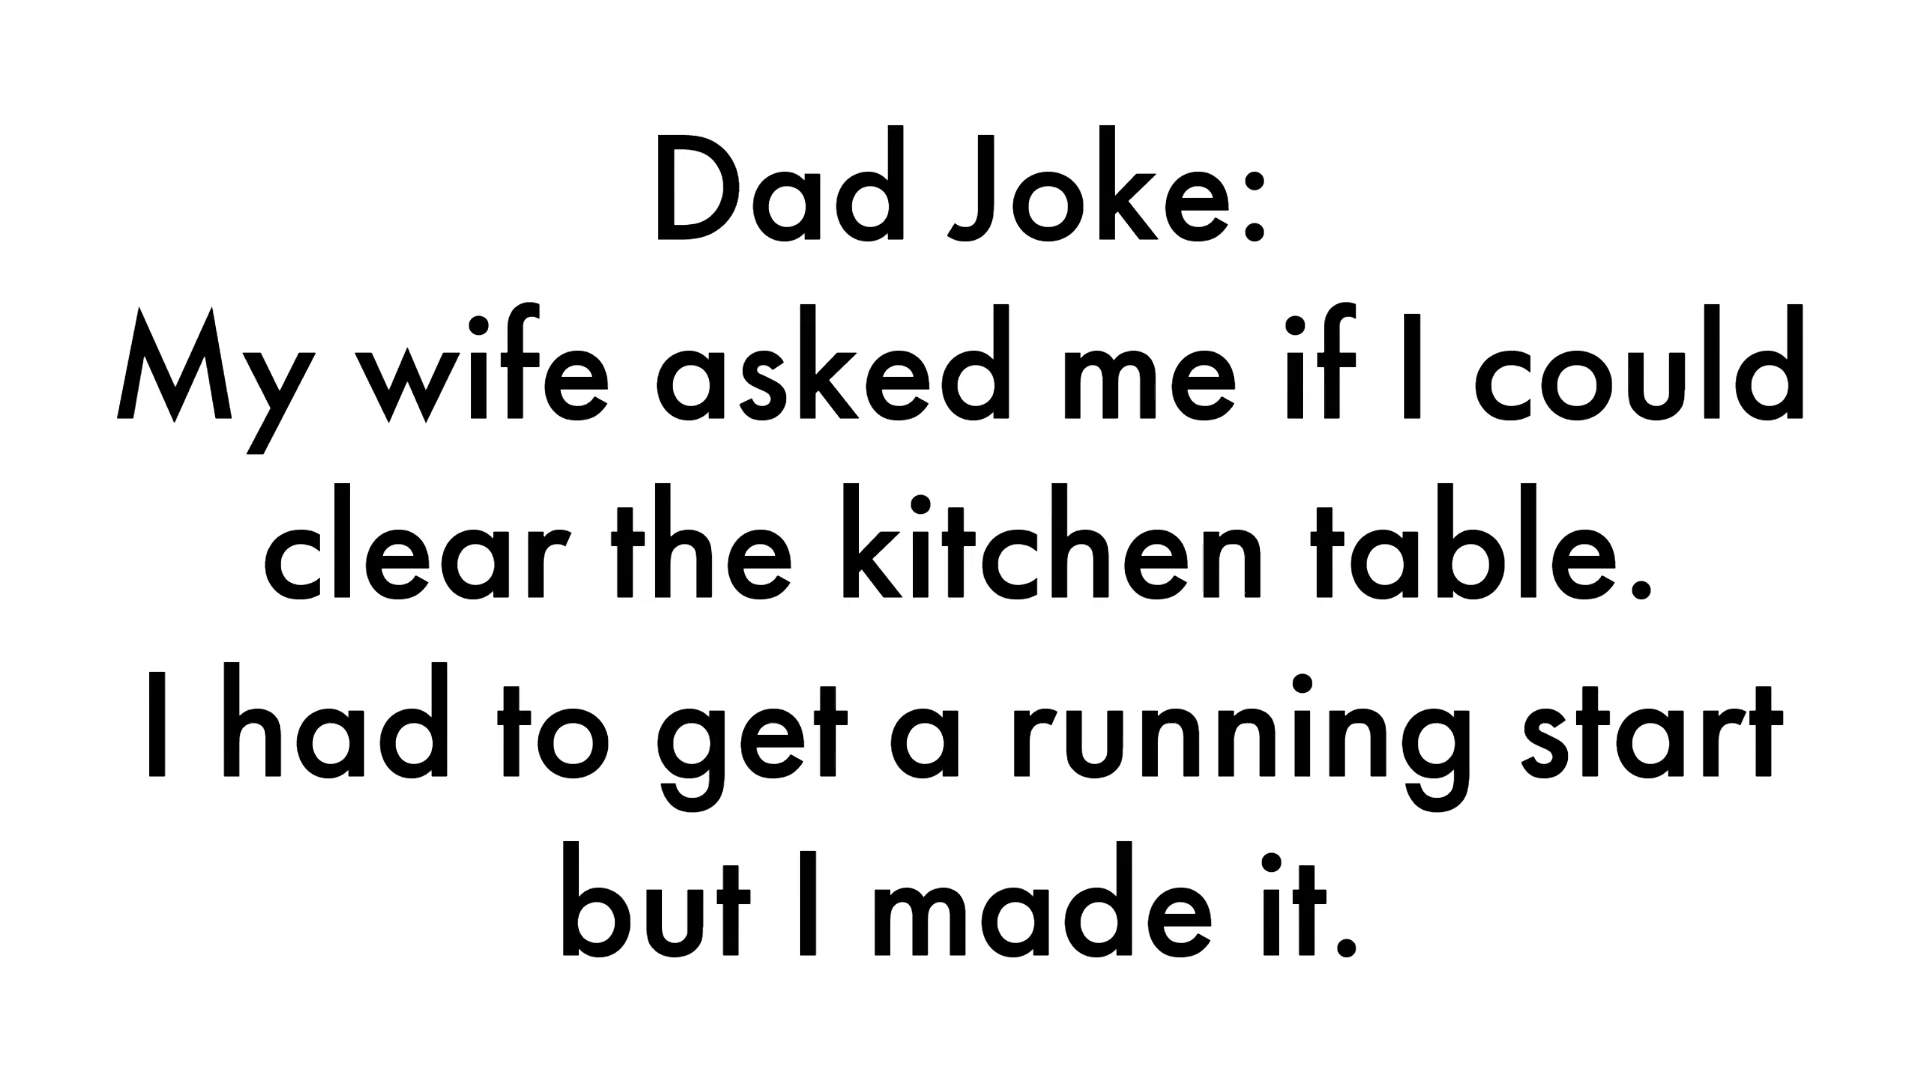 Dad Joke:
My wife asked me if I could
clear the kitchen table.
I had to get a running start
but I made it.